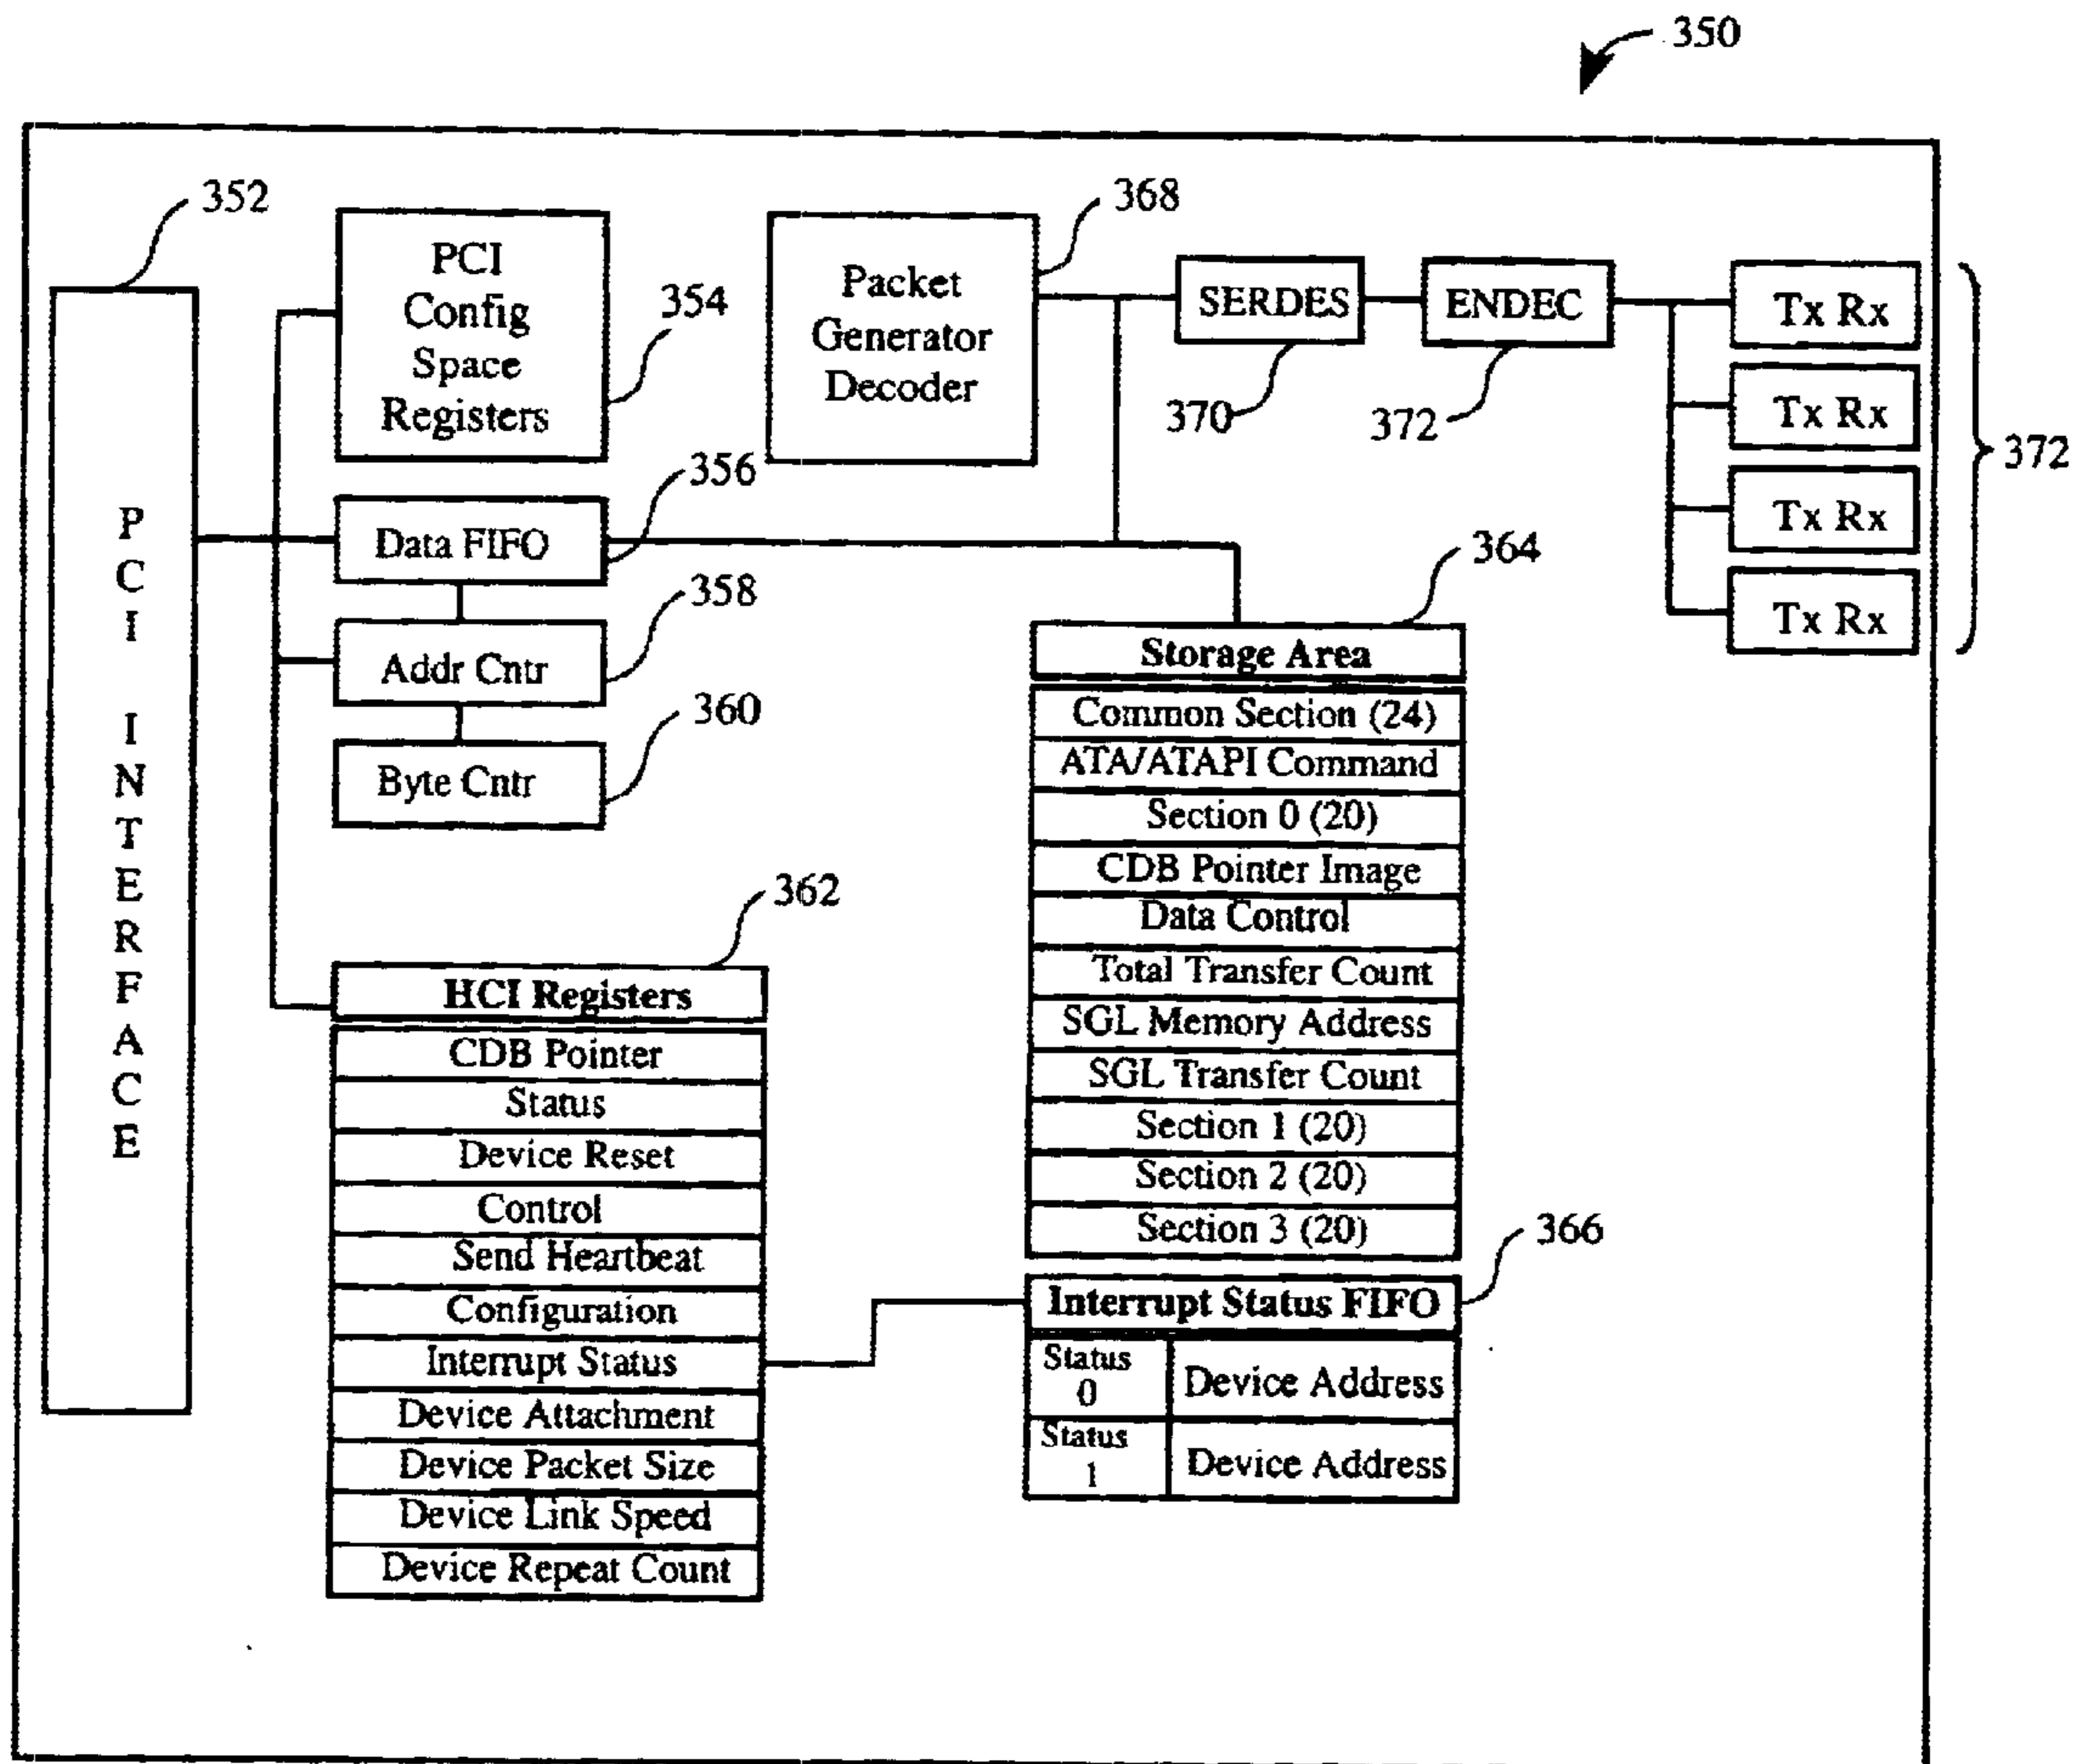 350
352
PCI INTERFACE
PCI
Config
Space
Registers
354
Data FIFO
356
Addr Cntr
358
Byte Cntr
360
Packet
Generator
Decoder
368
SERDES
370
ENDEC
372
Tx Rx
Tx Rx
Tx Rx
Tx Rx
372
HCI Registers
362
CDB Pointer
Status
Device Reset
Control
Send Heartbeat
Configuration
Interrupt Status
Device Attachment
Device Packet Size
Device Link Speed
Device Repeat Count
Storage Area
364
Common Section (24)
ATA/ATAPI Command
Section 0 (20)
CDB Pointer Image
Data Control
Total Transfer Count
SGL Memory Address
SGL Transfer Count
Section 1 (20)
Section 2 (20)
Section 3 (20)
Interrupt Status FIFO
366
Status
0
Device Address
Status
1
Device Address